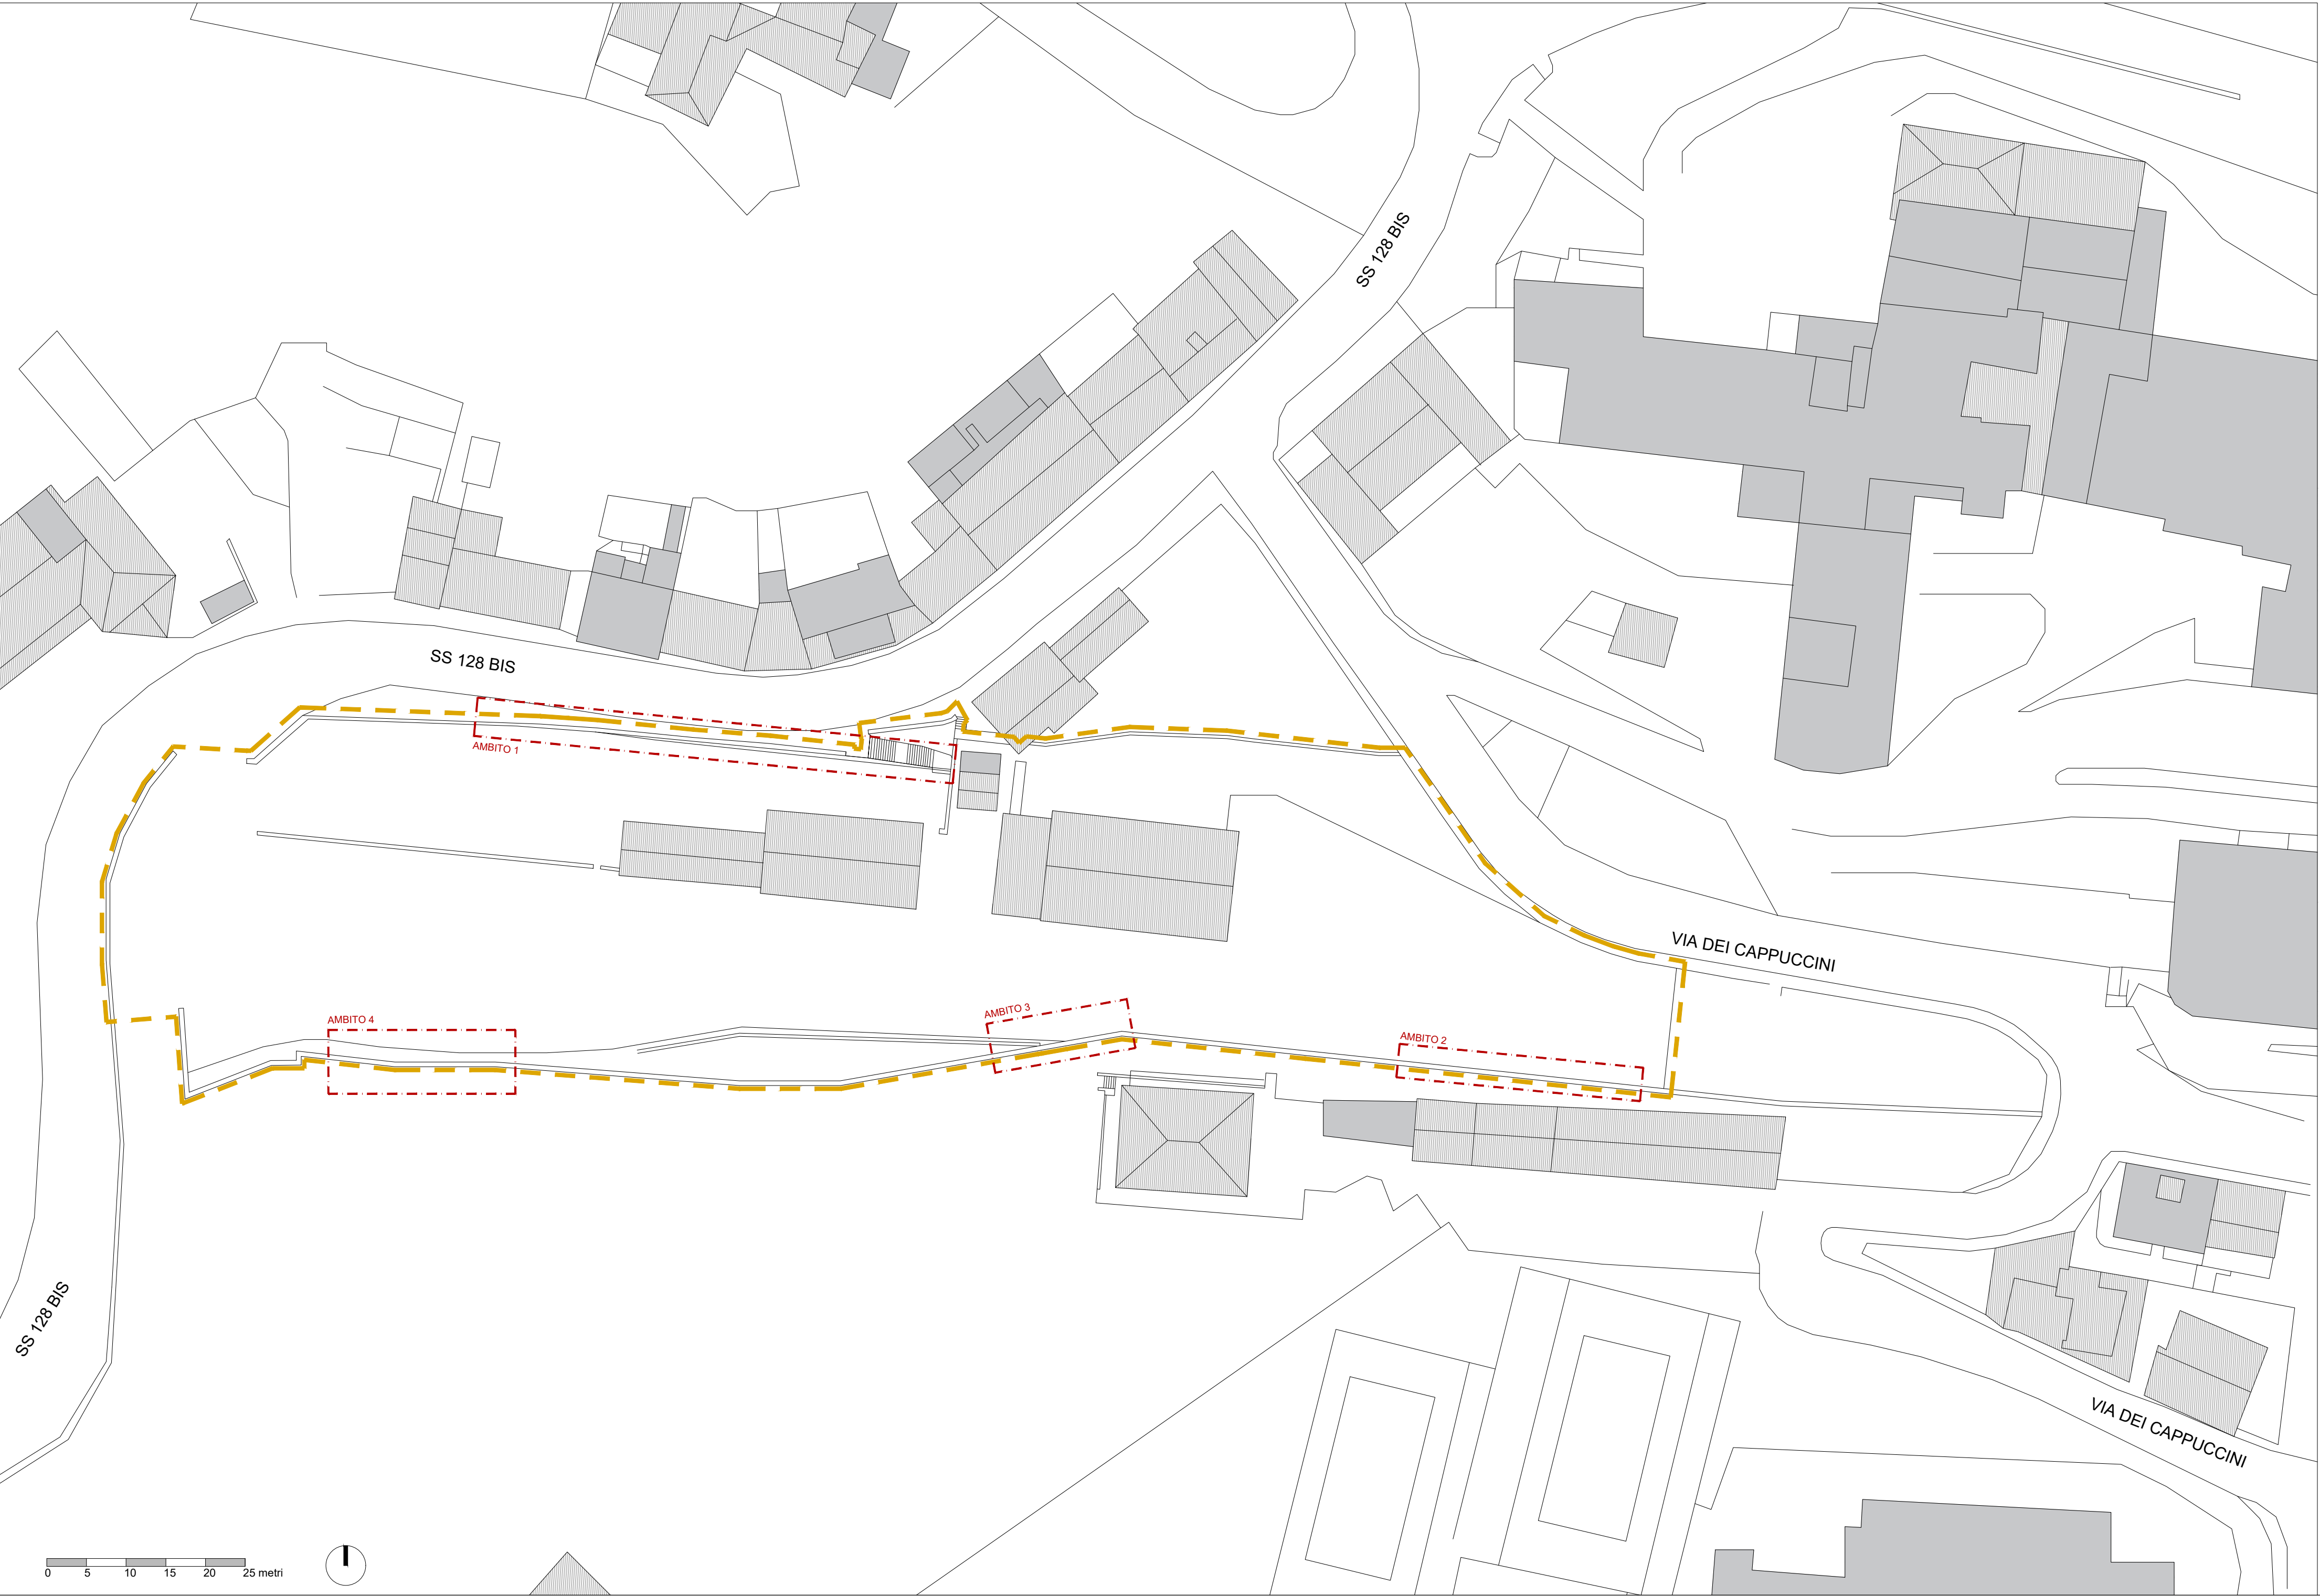 SS 128 BIS
SS 128 BIS
AMBITO 1
VIA DEI CAPPUCCINI
AMBITO 3
AMBITO 4
AMBITO 2
SS 128 BIS
VIA DEI CAPPUCCINI
0 5 10 15 20 25 metri